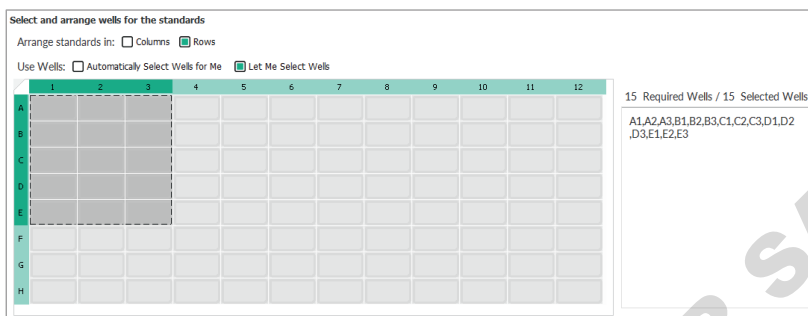 Select and arrange wells for the standards
Arrange standards in: Columns Rows
Use Wells: Automatically Select Wells for Me Let Me Select Wells
1 2 3 4 5 6 7 8 9 10 11 12
15 Required Wells / 15 Selected Wells
A
A1,A2,A3,B1,B2,B3,C1,C2,C3,D1,D2
,D3,E1,E2,E3
B
C
D
E
F
G
H